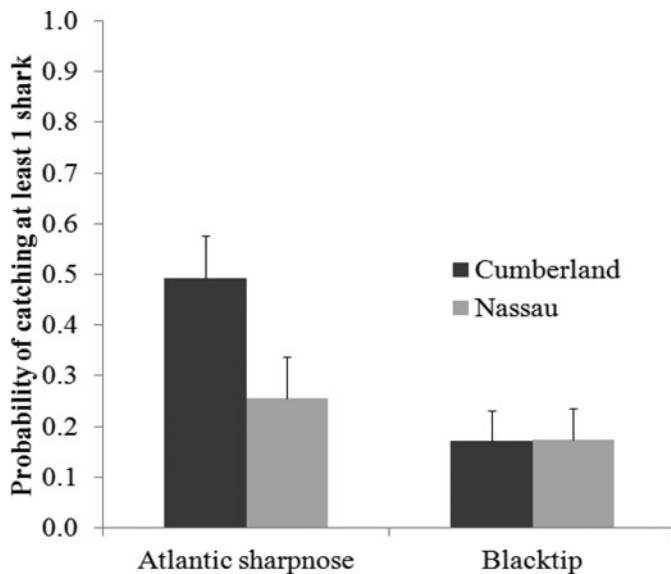 Probability of catching at least 1 shark
1.0
0.9
0.8
0.7
0.6
0.5
0.4
0.3
0.2
0.1
0.0
Cumberland
Nassau
Atlantic sharpnose
Blacktip